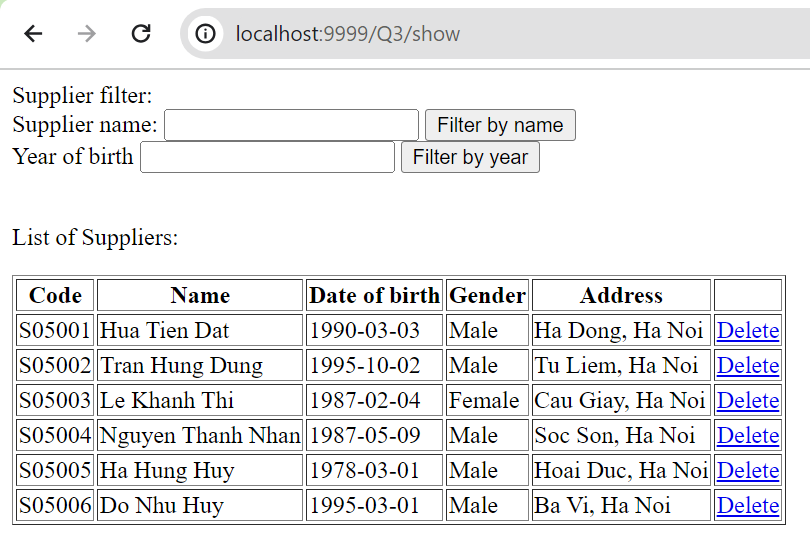 localhost:9999/Q3/show
Supplier filter:
Supplier name: Filter by name
Year of birth Filter by year
List of Suppliers:
Code Name Date of birth Gender Address
S05001 Hua Tien Dat 1990-03-03 Male Ha Dong, Ha Noi Delete
S05002 Tran Hung Dung 1995-10-02 Male Tu Liem, Ha Noi Delete
S05003 Le Khanh Thi 1987-02-04 Female Cau Giay, Ha Noi Delete
S05004 Nguyen Thanh Nhan 1987-05-09 Male Soc Son, Ha Noi Delete
S05005 Ha Hung Huy 1978-03-01 Male Hoai Duc, Ha Noi Delete
S05006 Do Nhu Huy 1995-03-01 Male Ba Vi, Ha Noi Delete